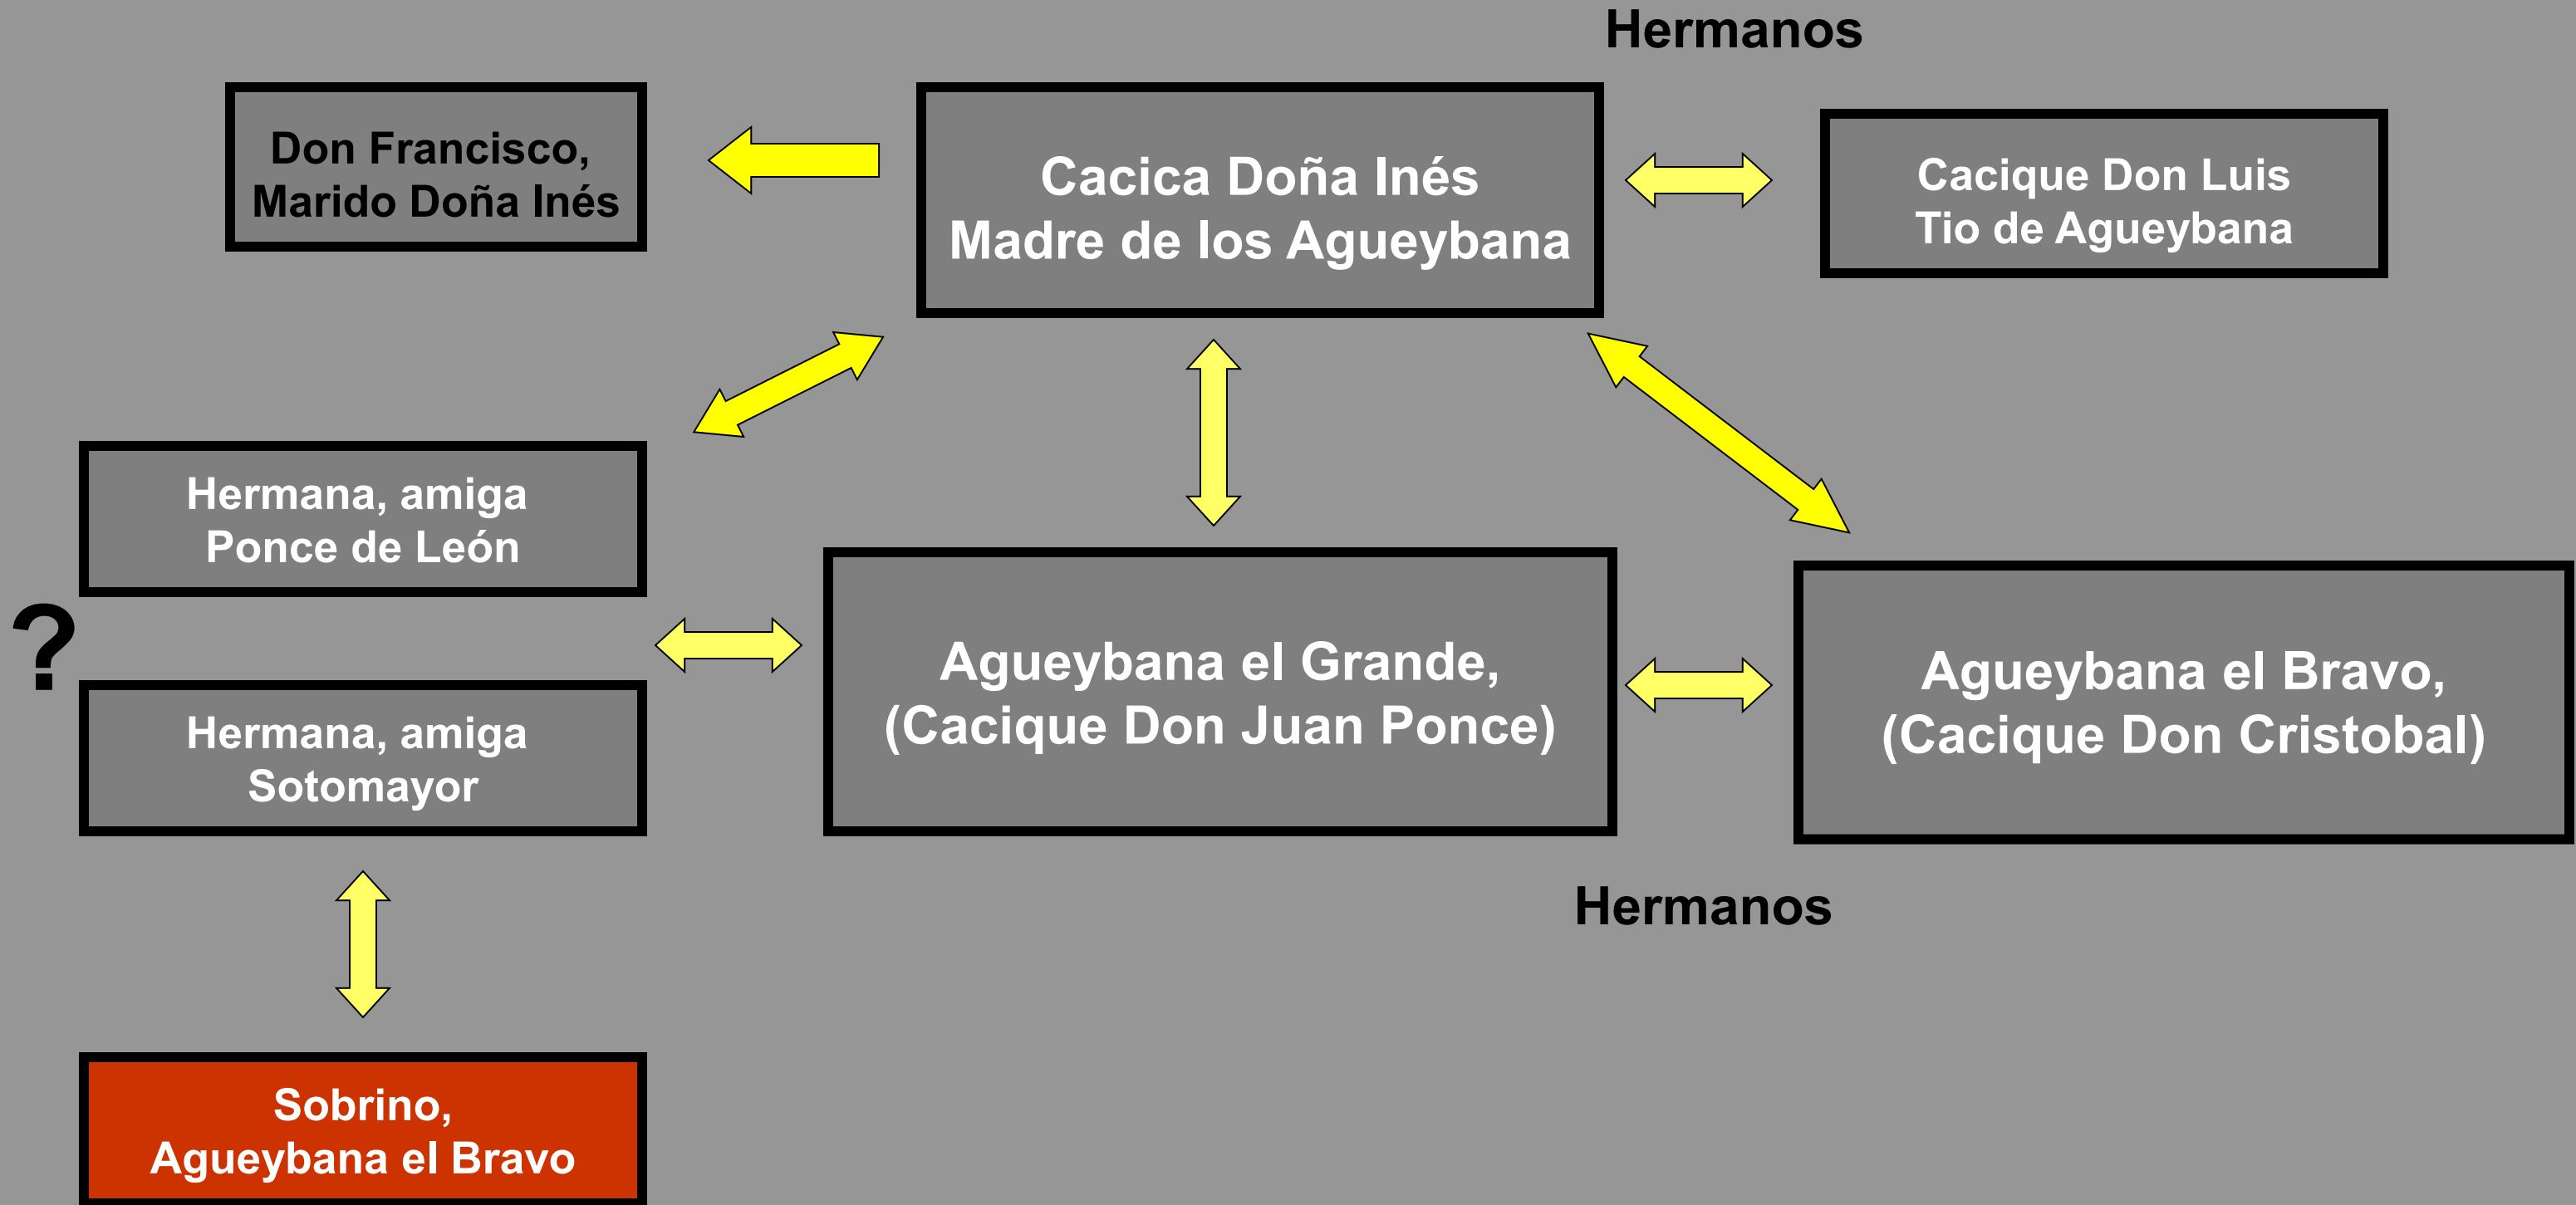 Hermanos
Don Francisco,
Marido Doña Inés
Cacica Doña Inés
Madre de los Agueybana
Cacique Don Luis
Tio de Agueybana
Hermana, amiga
Ponce de León
?
Hermana, amiga
Sotomayor
Agueybana el Grande,
(Cacique Don Juan Ponce)
Agueybana el Bravo,
(Cacique Don Cristobal)
Hermanos
Sobrino,
Agueybana el Bravo